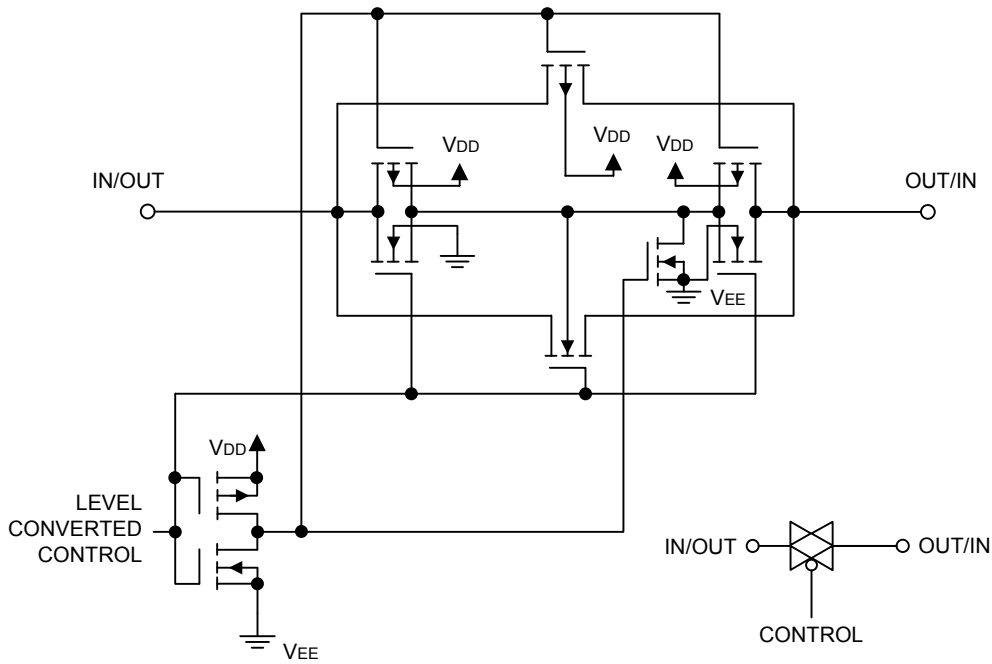 VDD
VDD
VDD
IN/OUT
OUT/IN
VEE
VDD
LEVEL
CONVERTED
CONTROL
IN/OUT
OUT/IN
CONTROL
VEE